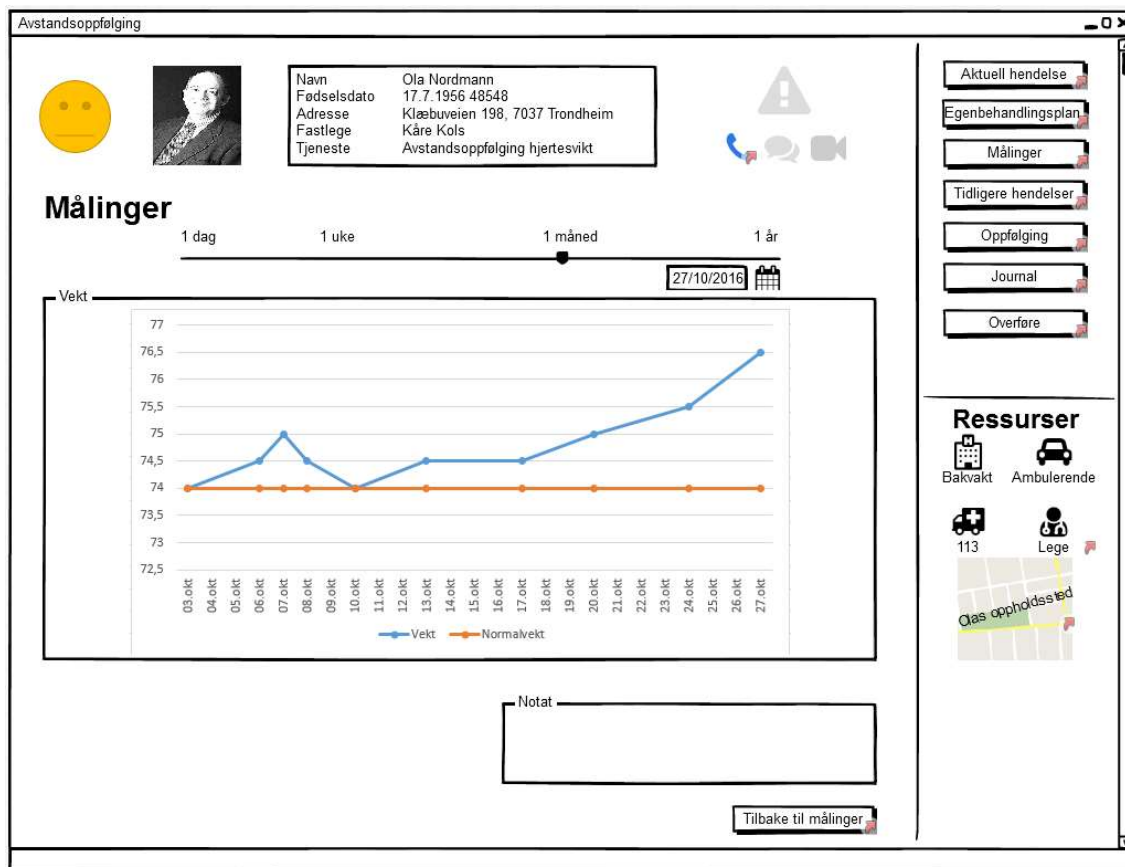 Avstandsoppfølging
Navn Ola Nordmann
Fødselsdato 17.7.1956 48548
Adresse Klæbuveien 198, 7037 Trondheim
Fastlege Kåre Kols
Tjeneste Avstandsoppfølging hjertesvikt
Målinger
1 dag 1 uke 1 måned 1 år
27/10/2016
Vekt
77
76,5
76
75,5
75
74,5
74
73,5
73
72,5
03.okt 04.okt 05.okt 06.okt 07.okt 08.okt 09.okt 10.okt 11.okt 12.okt 13.okt 14.okt 15.okt 16.okt 17.okt 18.okt 19.okt 20.okt 21.okt 22.okt 23.okt 24.okt 25.okt 26.okt 27.okt
Vekt Normalvekt
Notat
Tilbake til målinger
Aktuell hendelse
Egenbehandlingsplan
Målinger
Tidligere hendelser
Oppfølging
Journal
Overføre
Ressurser
H
Bakvakt Ambulerende
113 Lege
Olas oppholdssted